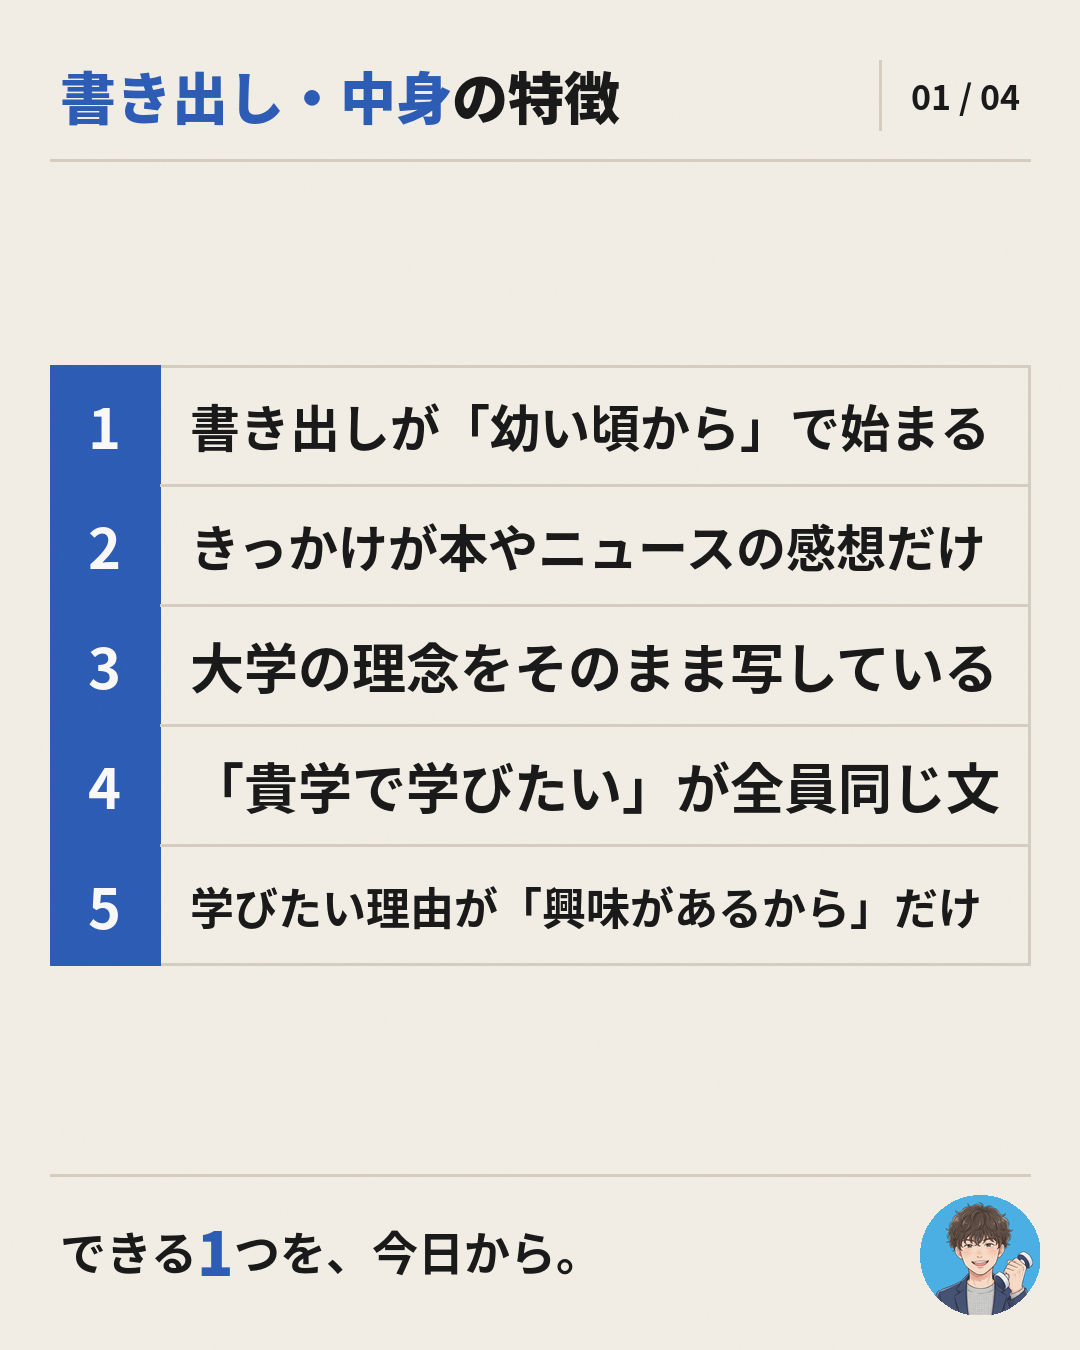 書き出し・中身の特徴
01 / 04
1 書き出しが「幼い頃から」で始まる
2 きっかけが本やニュースの感想だけ
3 大学の理念をそのまま写している
4 「貴学で学びたい」が全員同じ文
5 学びたい理由が「興味があるから」だけ
できる1つを、今日から。